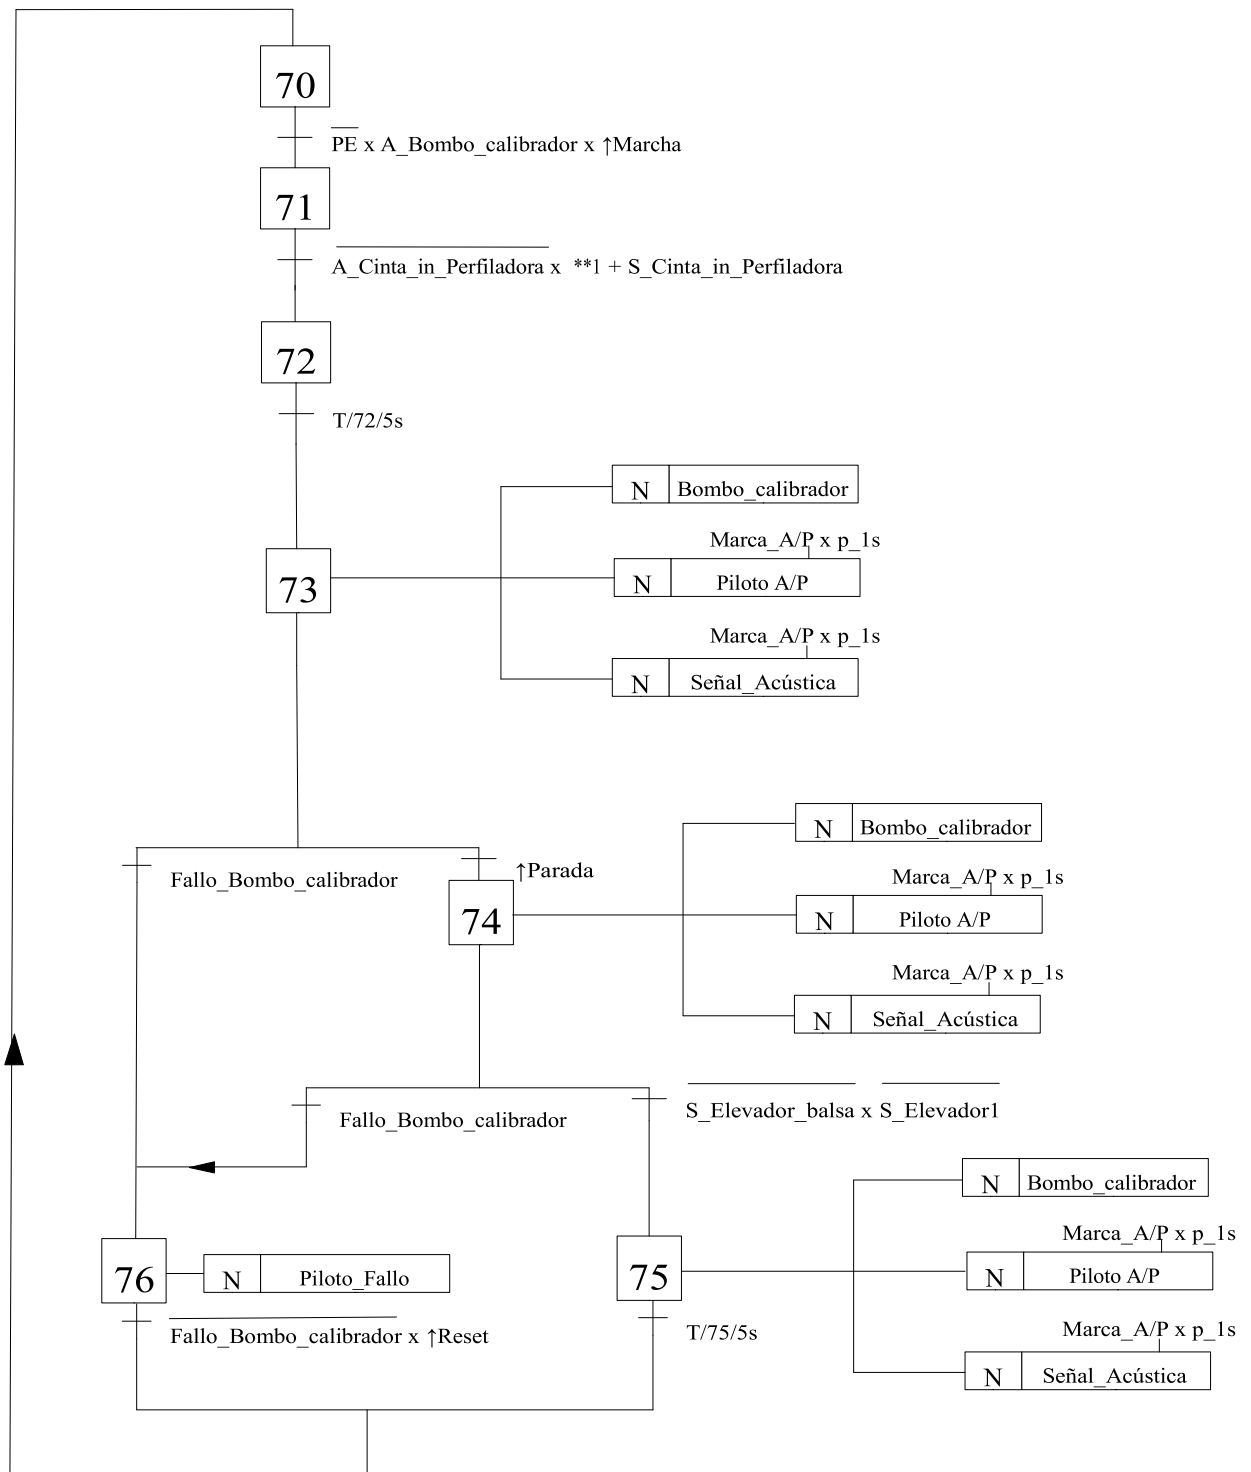 70
PE x A_Bombo_calibrador x ↑Marcha
71
A_Cinta_in_Perfiladora x **1 + S_Cinta_in_Perfiladora
72
T/72/5s
N Bombo_calibrador
Marca_A/P x p_1s
73
N Piloto A/P
Marca_A/P x p_1s
N Señal_Acústica
N Bombo_calibrador
Fallo_Bombo_calibrador
↑Parada
Marca_A/P x p_1s
74
N Piloto A/P
Marca_A/P x p_1s
N Señal_Acústica
Fallo_Bombo_calibrador
S_Elevador_balsa x S_Elevador1
N Bombo_calibrador
Marca_A/P x p_1s
76
N Piloto_Fallo
75
N Piloto A/P
Fallo_Bombo_calibrador x ↑Reset
T/75/5s
Marca_A/P x p_1s
N Señal_Acústica